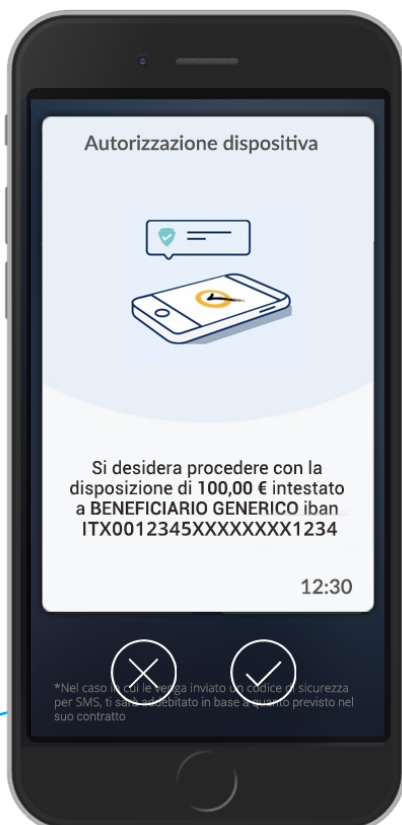 Autorizzazione dispositiva
Si desidera procedere con la
disposizione di 100,00 € intestato
a BENEFICIARIO GENERICO iban
ITX0012345XXXXXXXX1234
12:30
*Nel caso in cui le venga inviato un codice di sicurezza
per SMS, ti sarà addebitato in base a quanto previsto nel
suo contratto